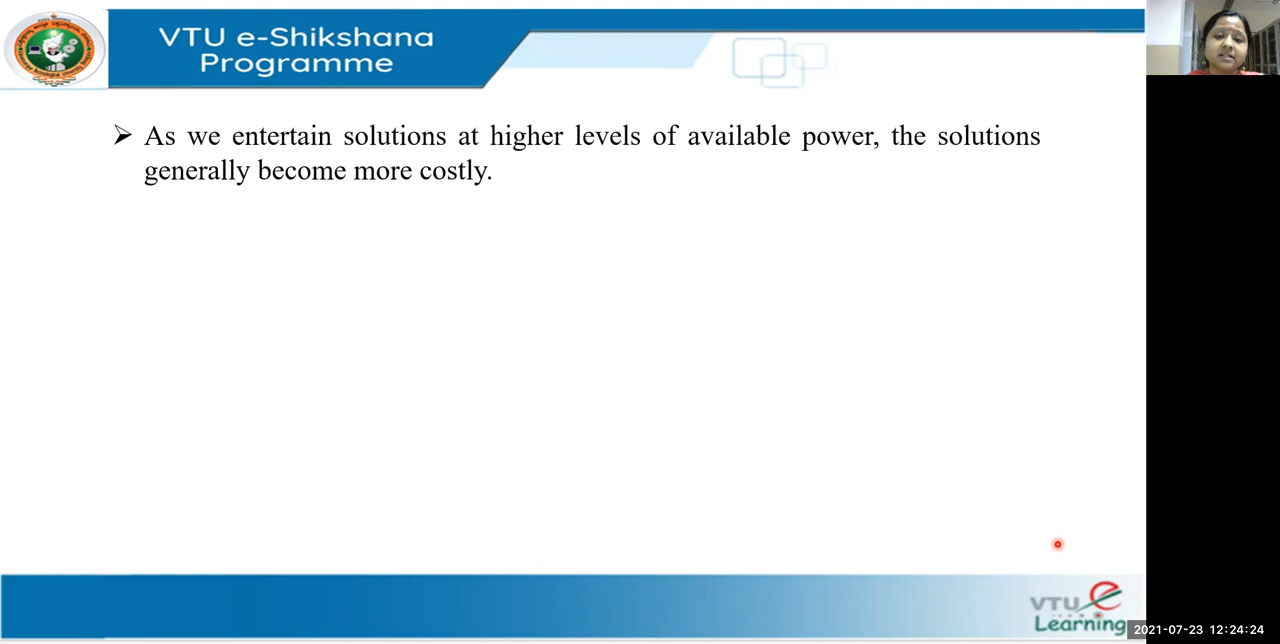 VTU e-Shikshana
Programme
➢ As we entertain solutions at higher levels of available power, the solutions
generally become more costly.
VTU e
Learning
2021-07-23 12:24:24